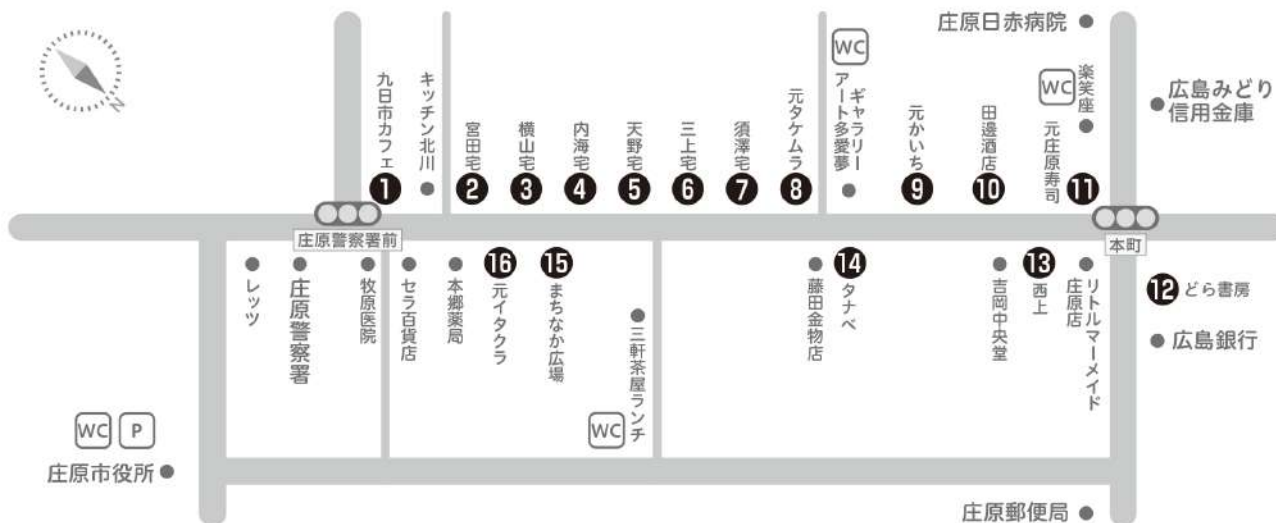 庄原日赤病院
WC
楽笑座
広島みどり
信用金庫
N
九日市カフェ
1
キッチン北川
宮田宅
2
横山宅
3
内海宅
4
天野宅
5
三上宅
6
須澤宅
7
元タケムラ
8
WC
ギャラリー
アート多愛夢
元かいち
9
田邊酒店
10
元庄原寿司
11
庄原警察署前
本町
レッツ
庄原警察署
牧原医院
セラ百貨店
本郷薬局
16
元イタクラ
15
まちなか広場
三軒茶屋ランチ
WC
藤田金物店
14
タナベ
吉岡中央堂
13
西上
リトルマーメイド
庄原店
12 どら書房
広島銀行
WC P
庄原市役所
庄原郵便局